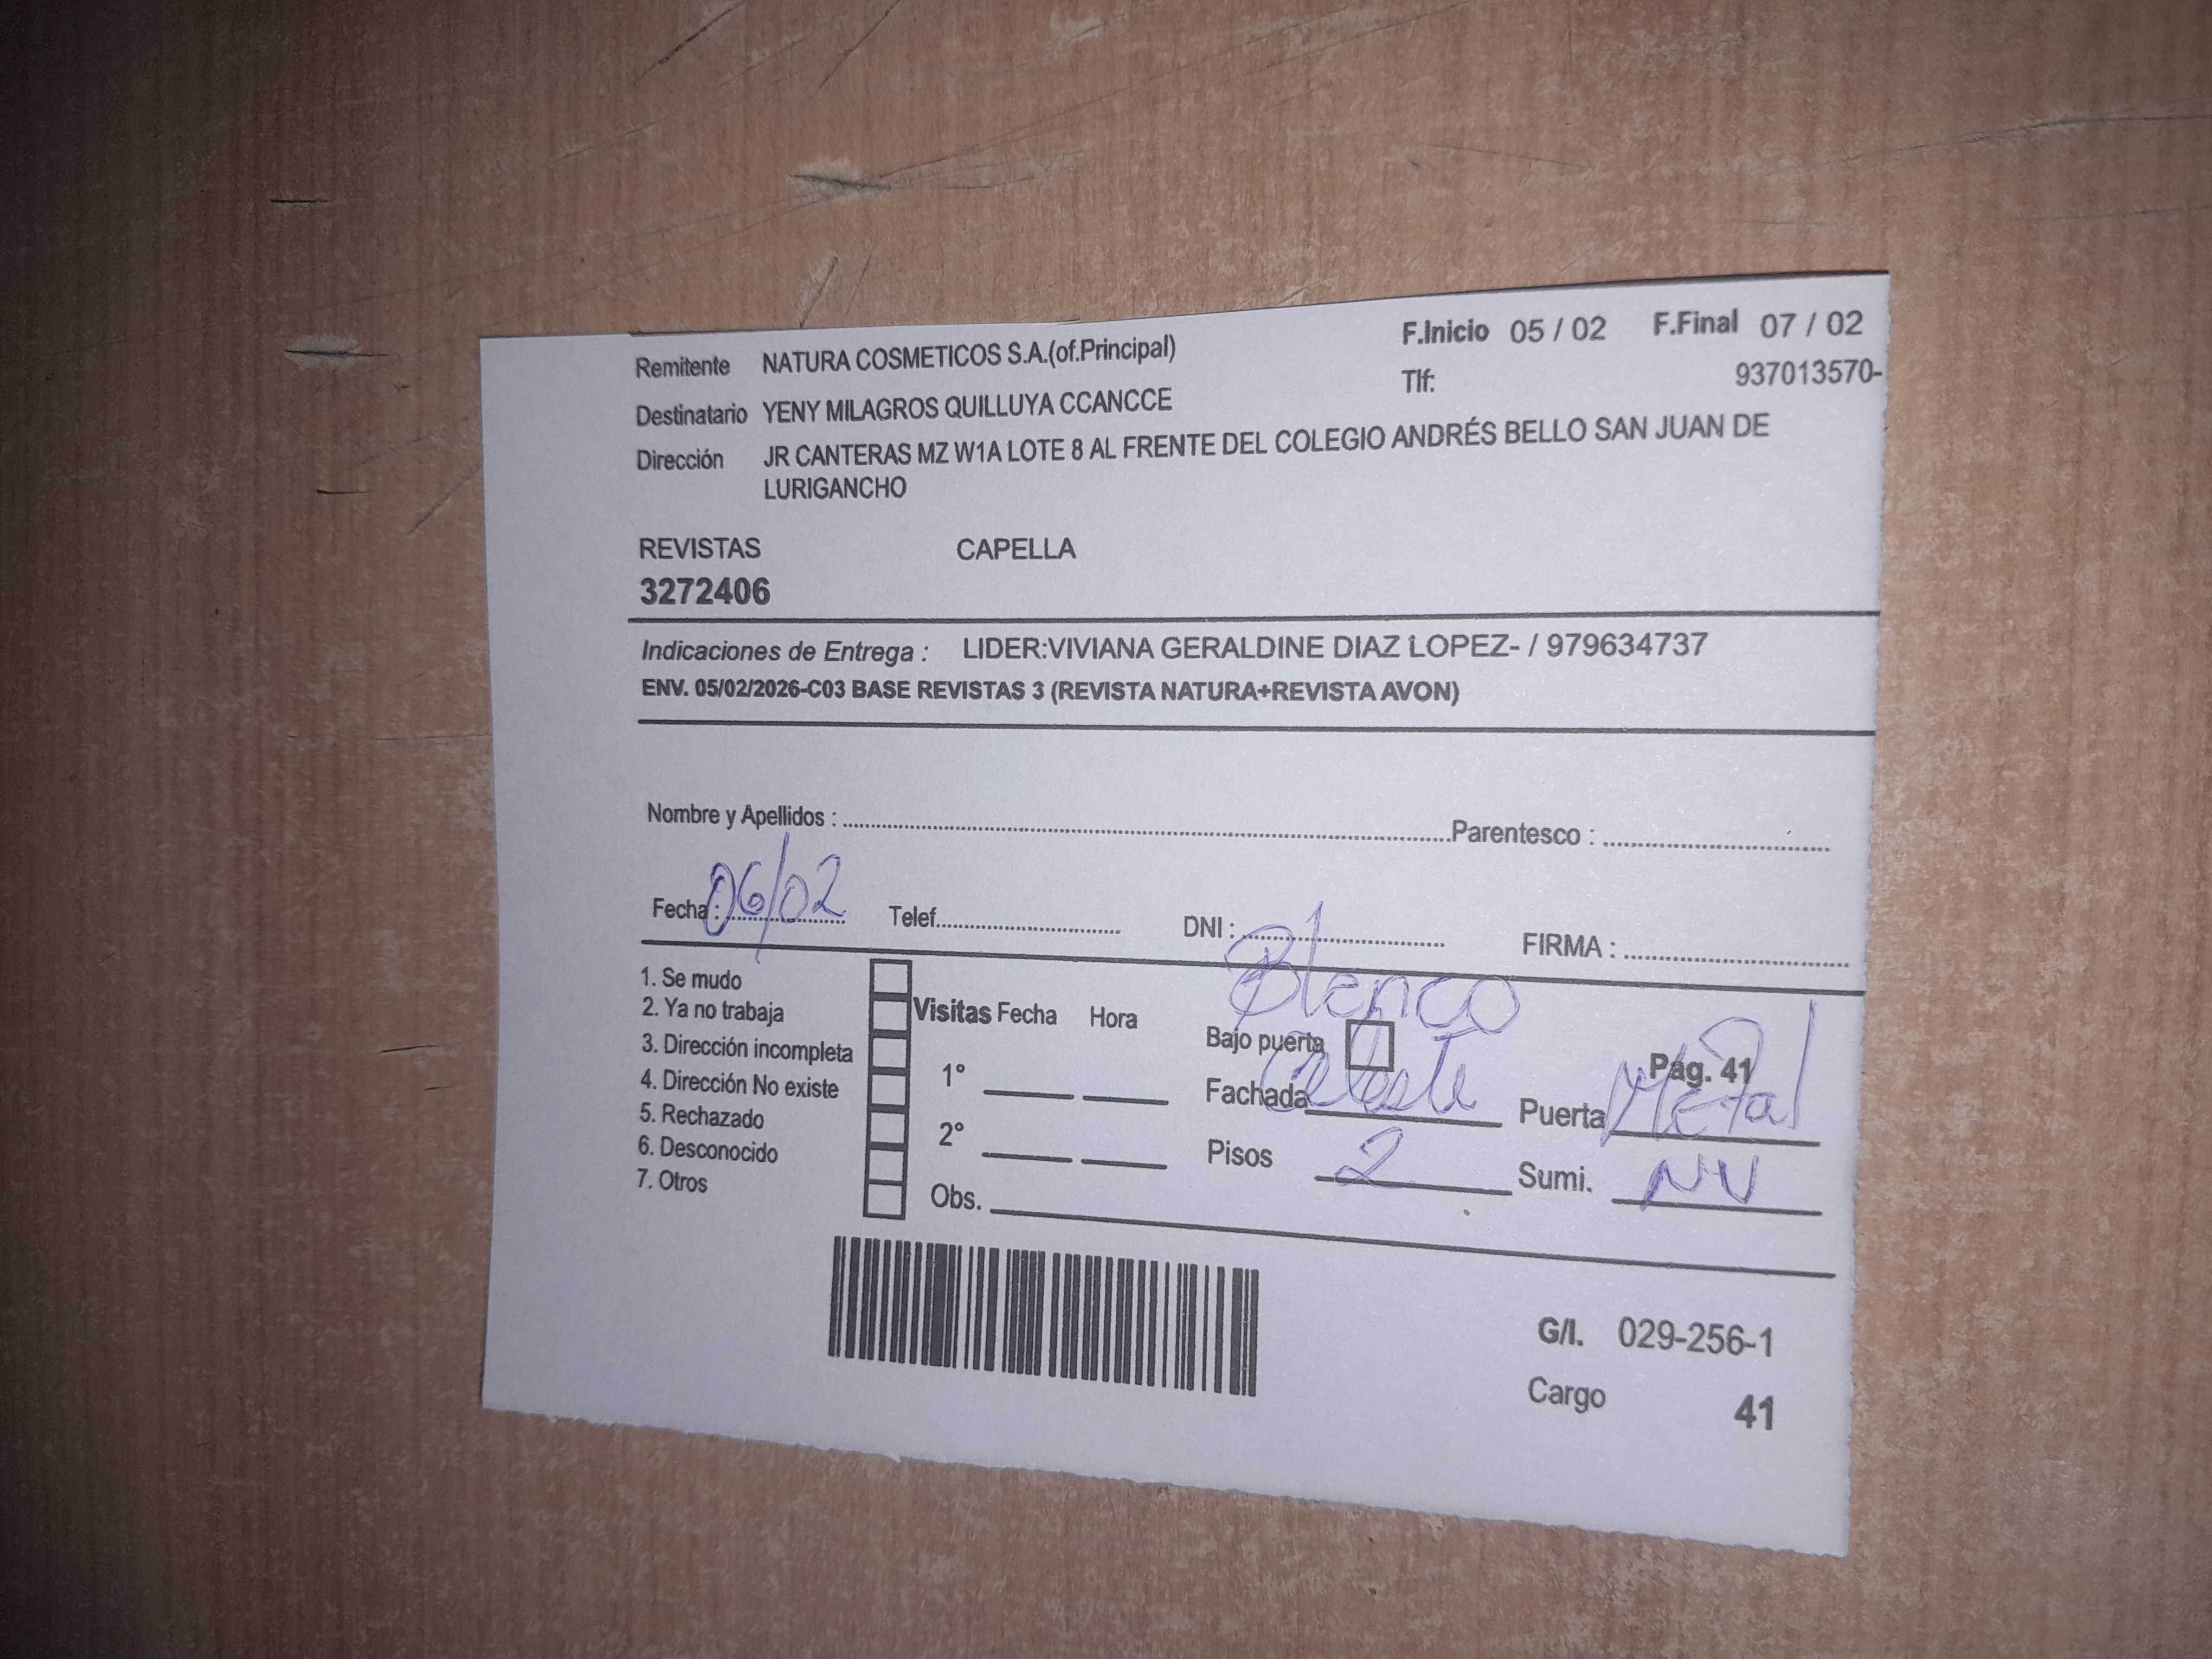 Remitente NATURA COSMETICOS S.A.(of.Principal) F.Inicio 05 / 02 F.Final 07 / 02
Tlf: 937013570-
Destinatario YENY MILAGROS QUILLUYA CCANCCE
Dirección JR CANTERAS MZ W1A LOTE 8 AL FRENTE DEL COLEGIO ANDRÉS BELLO SAN JUAN DE
LURIGANCHO
REVISTAS CAPELLA
3272406
Indicaciones de Entrega : LIDER:VIVIANA GERALDINE DIAZ LOPEZ- / 979634737
ENV. 05/02/2026-C03 BASE REVISTAS 3 (REVISTA NATURA+REVISTA AVON)
Nombre y Apellidos : Parentesco :
Fecha : 06/02 Telef. DNI : FIRMA :
1. Se mudo
2. Ya no trabaja
3. Dirección incompleta
4. Dirección No existe
5. Rechazado
6. Desconocido
7. Otros
Visitas Fecha Hora
1°
2°
Obs.
Blanco
Bajo puerta Pag. 41
Fachada Celeste Puerta Metal
Pisos 2 Sumi. NV
G/I. 029-256-1
Cargo 41